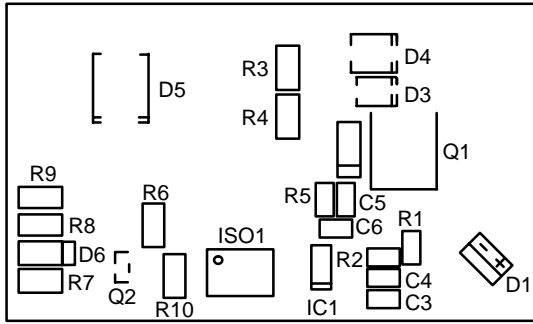 D4
R3
D5
D3
R4
Q1
R9
R6
R5
C5
R8
C6
R1
ISO1
D6
R2
- +
R7
C4
D1
Q2
R10
IC1
C3